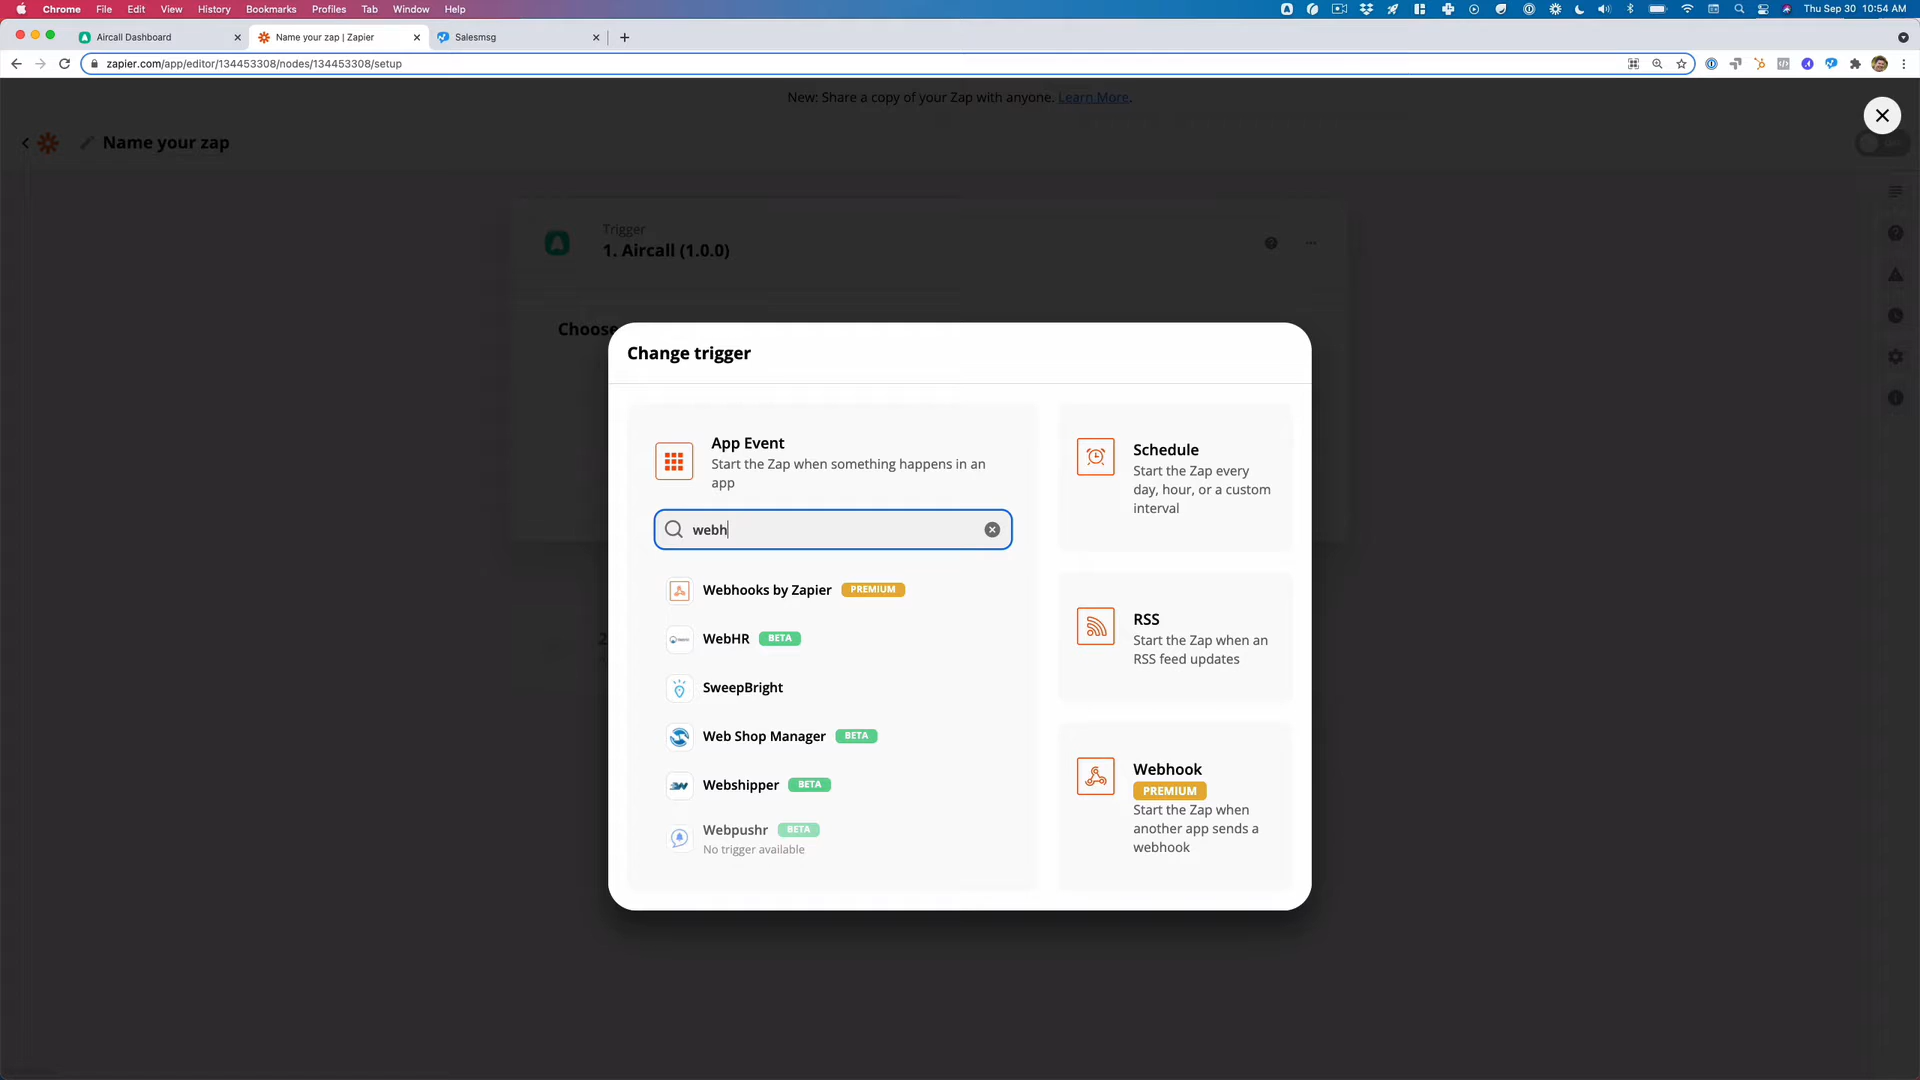 Chrome File Edit View History Bookmarks Profiles Tab Window Help Thu Sep 30 10:54 AM
Aircall Dashboard
Name your zap | Zapier
Salesmsg
zapier.com/app/editor/134453308/nodes/134453308/setup
New: Share a copy of your Zap with anyone. Learn More.
Name your zap
Trigger
1. Aircall (1.0.0)
Choose
Change trigger
App Event
Start the Zap when something happens in an
app
webh
Webhooks by Zapier PREMIUM
WebHR BETA
SweepBright
Web Shop Manager BETA
Webshipper BETA
Webpushr BETA
No trigger available
Schedule
Start the Zap every
day, hour, or a custom
interval
RSS
Start the Zap when an
RSS feed updates
Webhook
PREMIUM
Start the Zap when
another app sends a
webhook